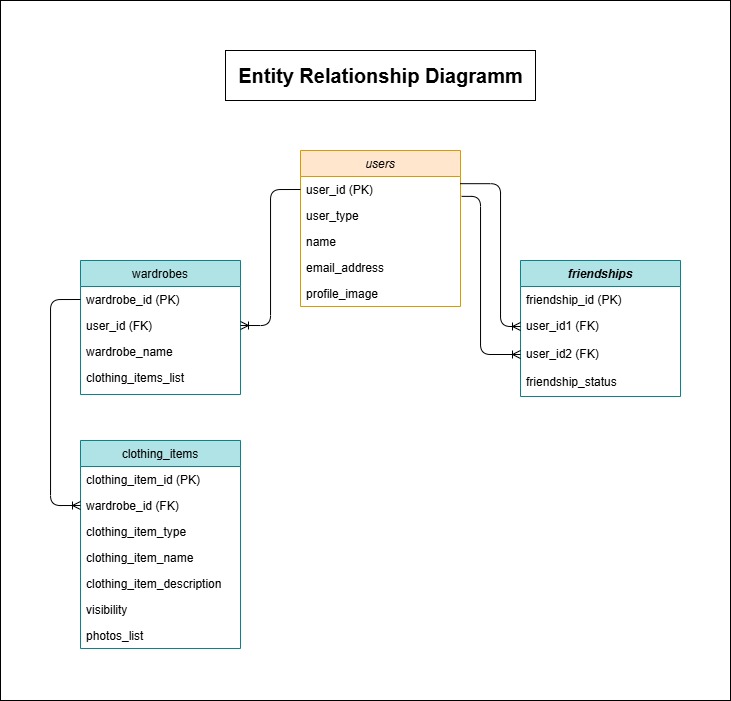 Entity Relationship Diagramm
users
user_id (PK)
user_type
name
email_address
profile_image
wardrobes
wardrobe_id (PK)
user_id (FK)
wardrobe_name
clothing_items_list
friendships
friendship_id (PK)
user_id1 (FK)
user_id2 (FK)
friendship_status
clothing_items
clothing_item_id (PK)
wardrobe_id (FK)
clothing_item_type
clothing_item_name
clothing_item_description
visibility
photos_list